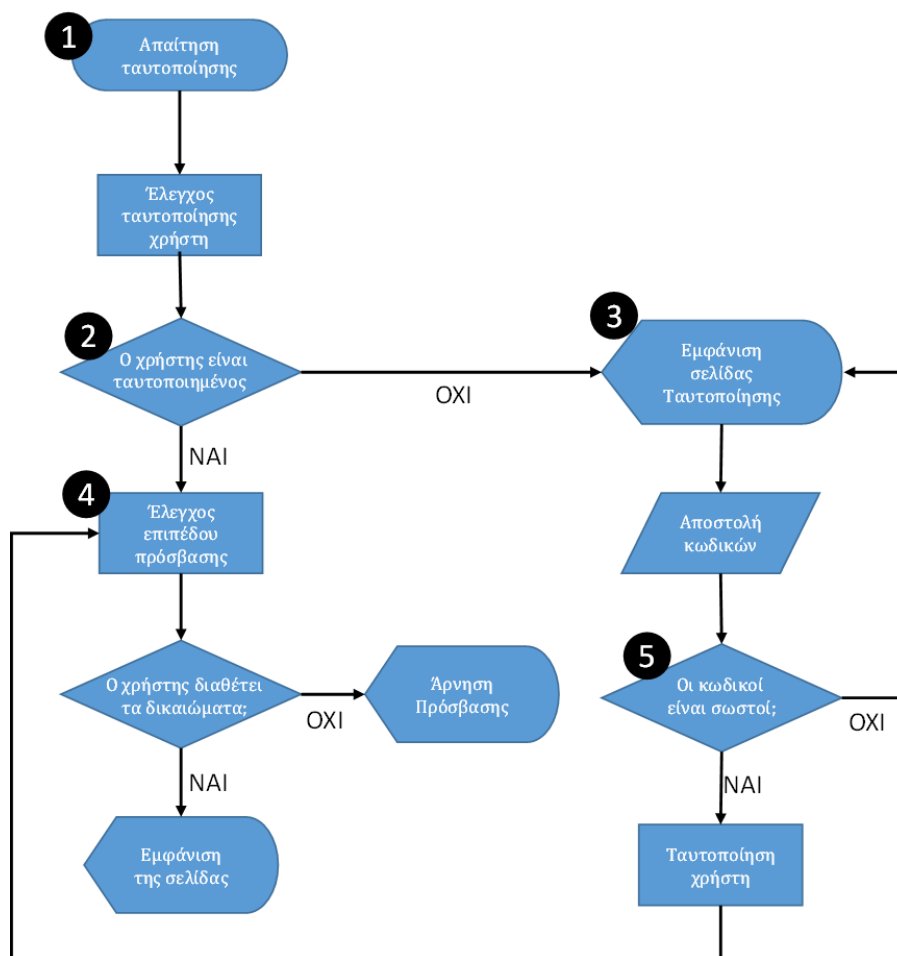 1
Απαίτηση
ταυτοποίησης
Έλεγχος
ταυτοποίησης
χρήστη
2
Ο χρήστης είναι
ταυτοποιημένος
ΟΧΙ
3
Εμφάνιση
σελίδας
Ταυτοποίησης
ΝΑΙ
4
Έλεγχος
επιπέδου
πρόσβασης
Αποστολή
κωδικών
Ο χρήστης διαθέτει
τα δικαιώματα;
ΟΧΙ
Άρνηση
Πρόσβασης
5
Οι κωδικοί
είναι σωστοί;
ΟΧΙ
ΝΑΙ
Εμφάνιση
της σελίδας
ΝΑΙ
Ταυτοποίηση
χρήστη